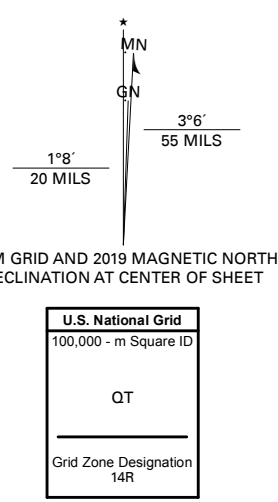 ★
MN
GN
3°6´
55 MILS
1°8´
20 MILS
GRID AND 2019 MAGNETIC NORTH
AT CENTER OF SHEET
U.S. National Grid
100,000 - m Square ID
QT
Grid Zone Designation
14R